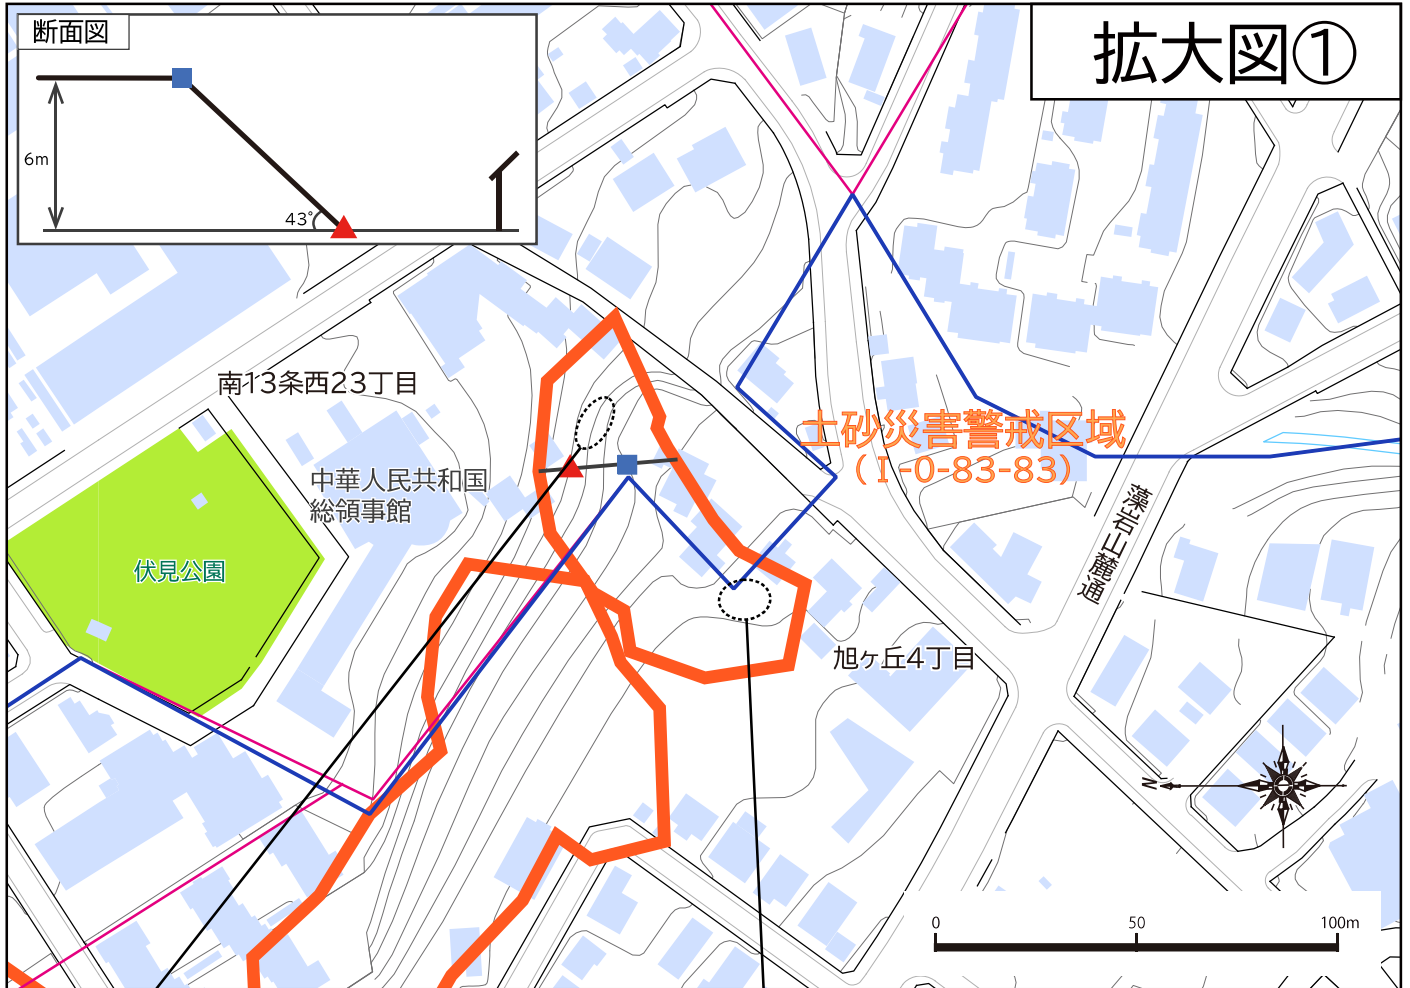 断面図
拡大図①
6m
43°
南13条西23丁目
土砂災害警戒区域
(Ⅰ-0-83-83)
中華人民共和国
総領事館
藻岩山麓通
伏見公園
旭ヶ丘4丁目
N
0 50 100m